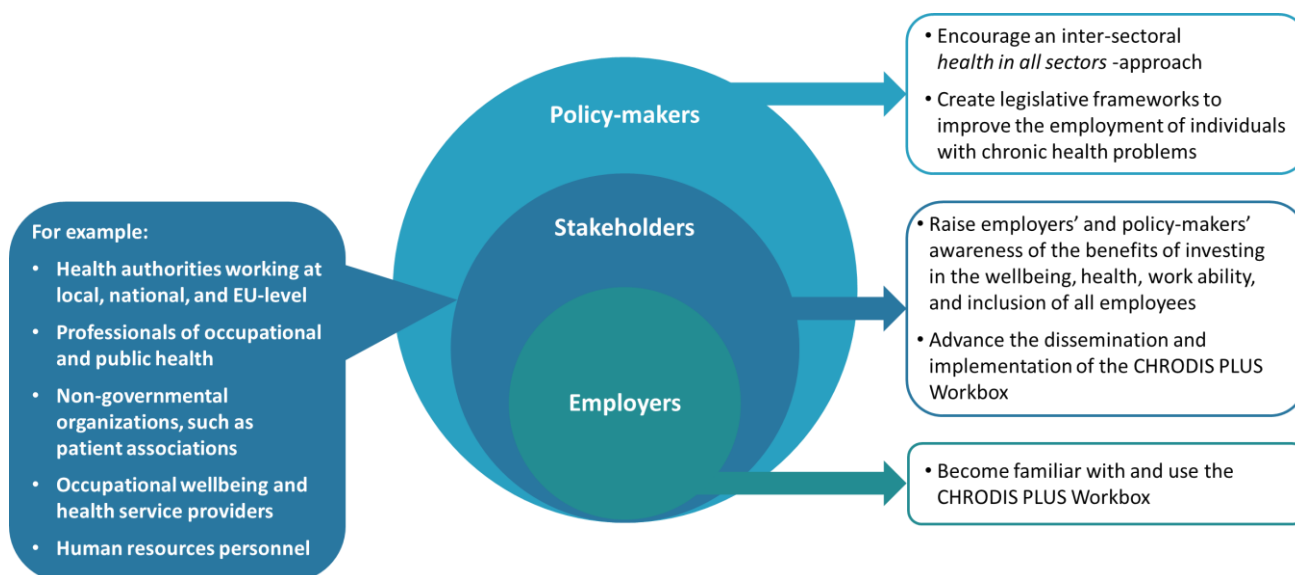 For example:
• Health authorities working at
local, national, and EU-level
• Professionals of occupational
and public health
• Non-governmental
organizations, such as
patient associations
• Occupational wellbeing and
health service providers
• Human resources personnel
Policy-makers
Stakeholders
Employers
• Encourage an inter-sectoral
health in all sectors -approach
• Create legislative frameworks to
improve the employment of individuals
with chronic health problems
• Raise employers’ and policy-makers’
awareness of the benefits of investing
in the wellbeing, health, work ability,
and inclusion of all employees
• Advance the dissemination and
implementation of the CHRODIS PLUS
Workbox
• Become familiar with and use the
CHRODIS PLUS Workbox